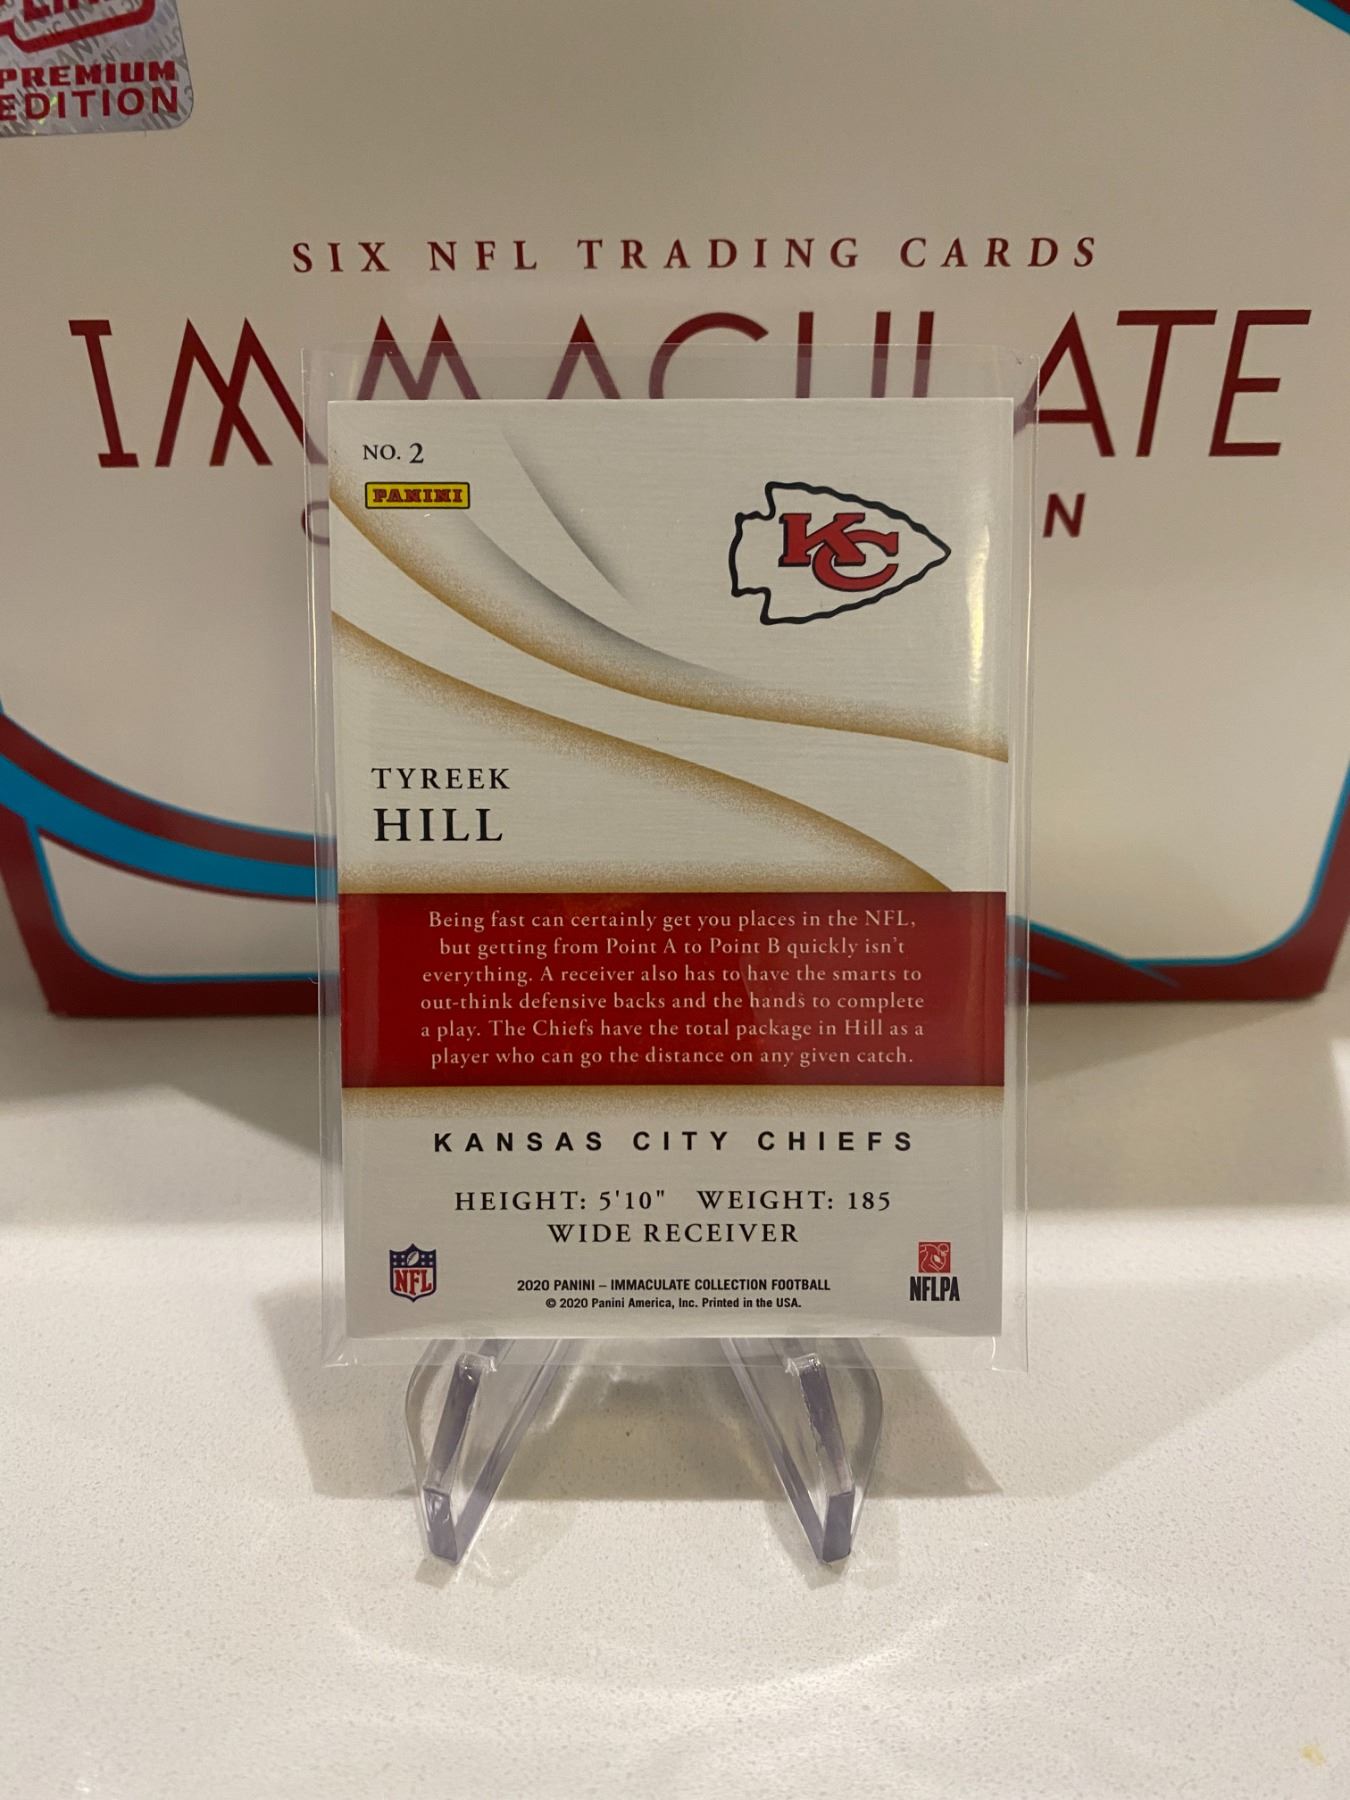 PREMIUM
EDITION
SIX NFL TRADING CARDS
IMMACULATE
N
NO. 2
PANINI
KC
TYREEK
HILL
Being fast can certainly get you places in the NFL,
but getting from Point A to Point B quickly isn't
everything. A receiver also has to have the smarts to
out-think defensive backs and the hands to complete
a play. The Chiefs have the total package in Hill as a
player who can go the distance on any given catch.
KANSAS CITY CHIEFS
HEIGHT: 5'10" WEIGHT: 185
WIDE RECEIVER
NFL
2020 PANINI – IMMACULATE COLLECTION FOOTBALL
© 2020 Panini America, Inc. Printed in the USA.
NFLPA